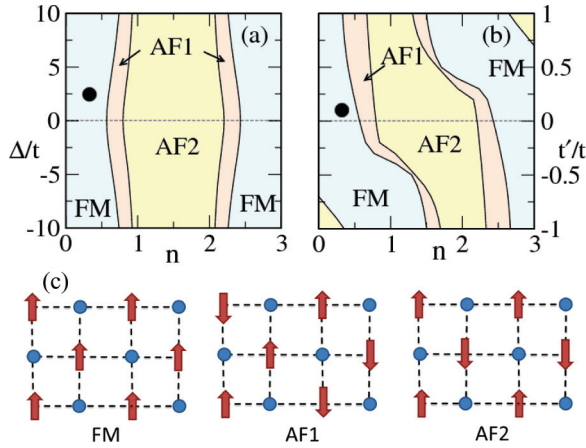 10 (a) AF1
5 FM
Δ/t 0
-5 AF2
-10 FM FM
0 1 2 3
n
(b) 1
AF1 FM 0.5
0 t′/t
AF2
FM -0.5
-1
0 1 2 3
n
(c)
FM AF1 AF2